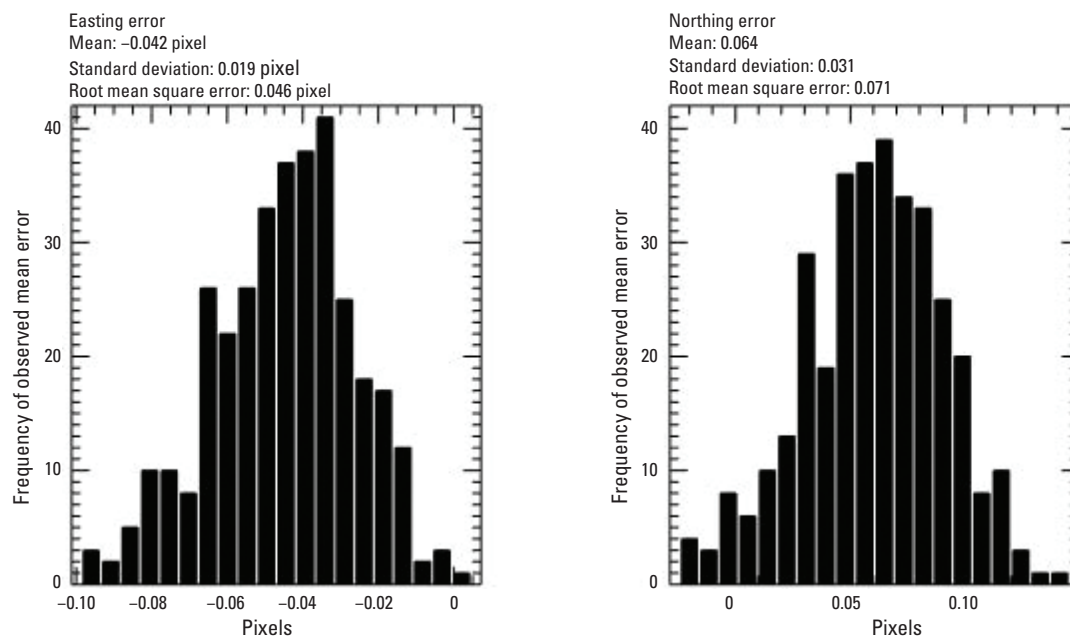 Easting error
Mean: –0.042 pixel
Standard deviation: 0.019 pixel
Root mean square error: 0.046 pixel
Frequency of observed mean error
40
30
20
10
0
–0.10
–0.08
–0.06
–0.04
–0.02
0
Pixels
Northing error
Mean: 0.064
Standard deviation: 0.031
Root mean square error: 0.071
Frequency of observed mean error
40
30
20
10
0
0
0.05
0.10
Pixels